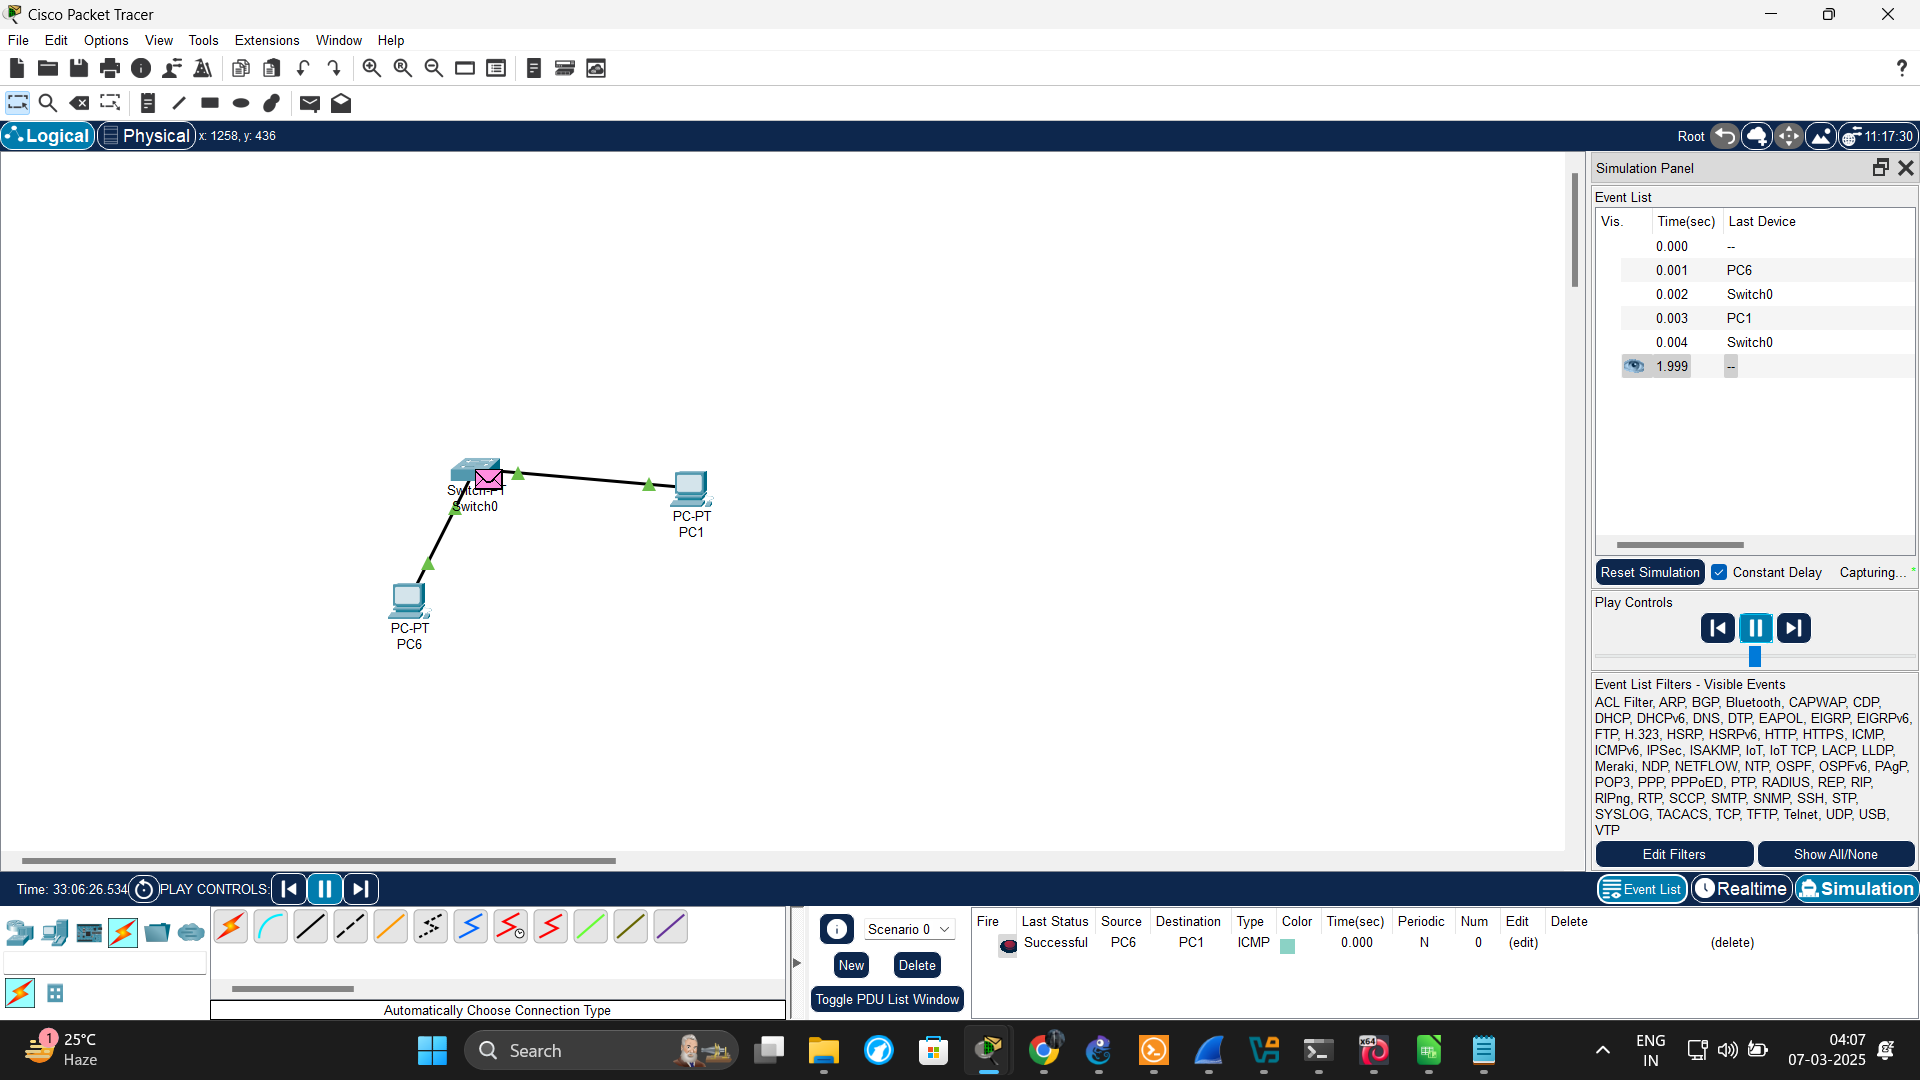 Cisco Packet Tracer
File Edit Options View Tools Extensions Window Help
?
Logical Physical x: 1258, y: 436 Root 11:17:30
Simulation Panel
Event List
Vis. Time(sec) Last Device
0.000 --
0.001 PC6
0.002 Switch0
0.003 PC1
0.004 Switch0
1.999 --
Switch-PT
Switch0
PC-PT
PC1
PC-PT
PC6
Reset Simulation Constant Delay Capturing...
Play Controls
Event List Filters - Visible Events
ACL Filter, ARP, BGP, Bluetooth, CAPWAP, CDP,
DHCP, DHCPv6, DNS, DTP, EAPOL, EIGRP, EIGRPv6,
FTP, H.323, HSRP, HSRPv6, HTTP, HTTPS, ICMP,
ICMPv6, IPSec, ISAKMP, IoT, IoT TCP, LACP, LLDP,
Meraki, NDP, NETFLOW, NTP, OSPF, OSPFv6, PAgP,
POP3, PPP, PPPoED, PTP, RADIUS, REP, RIP,
RIPng, RTP, SCCP, SMTP, SNMP, SSH, STP,
SYSLOG, TACACS, TCP, TFTP, Telnet, UDP, USB,
VTP
Edit Filters Show All/None
Time: 33:06:26.534 PLAY CONTROLS: Event List Realtime Simulation
Scenario 0
New Delete
Toggle PDU List Window
Fire Last Status Source Destination Type Color Time(sec) Periodic Num Edit Delete
Successful PC6 PC1 ICMP 0.000 N 0 (edit) (delete)
Automatically Choose Connection Type
1
25°C
Haze
Search
x64
ENG
IN
04:07
07-03-2025